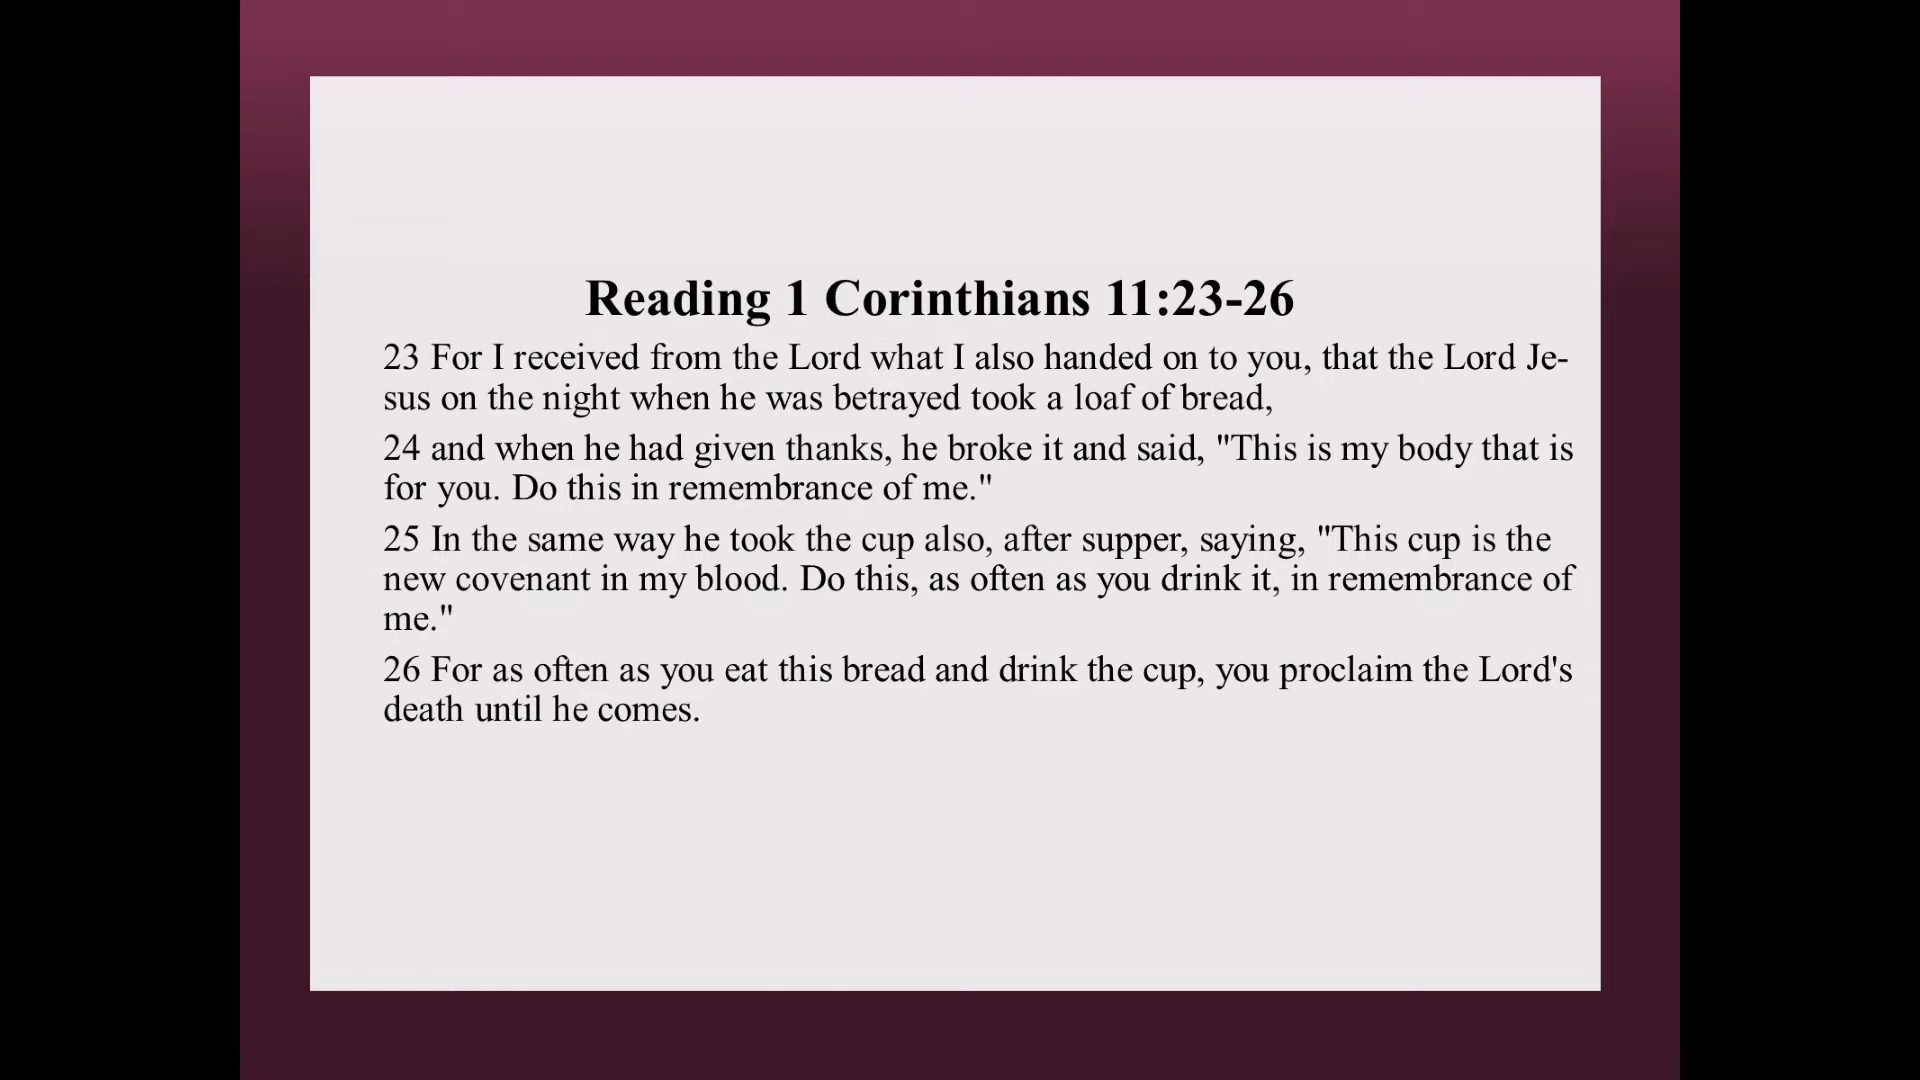 Reading 1 Corinthians 11:23-26
23 For I received from the Lord what I also handed on to you, that the Lord Je-
sus on the night when he was betrayed took a loaf of bread,
24 and when he had given thanks, he broke it and said, "This is my body that is
for you. Do this in remembrance of me."
25 In the same way he took the cup also, after supper, saying, "This cup is the
new covenant in my blood. Do this, as often as you drink it, in remembrance of
me."
26 For as often as you eat this bread and drink the cup, you proclaim the Lord's
death until he comes.